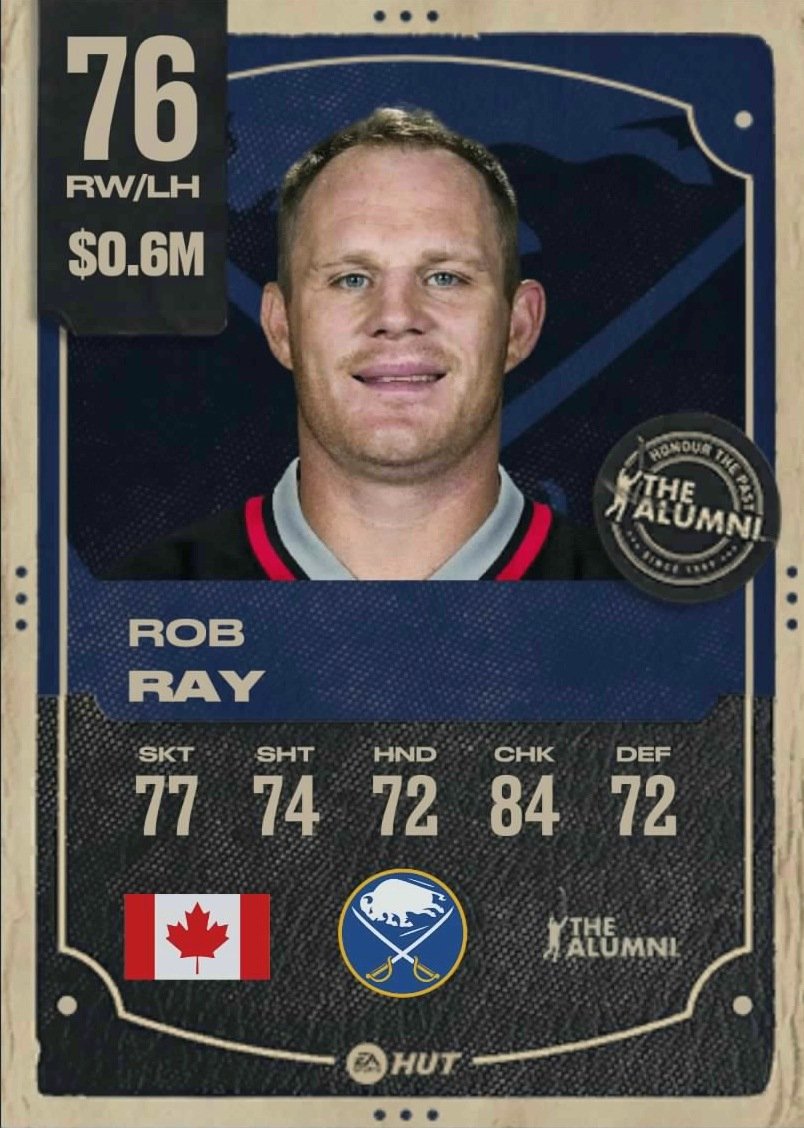 76
RW/LH
$0.6M
HONOUR THE PAST
THE
ALUMNI
ROB
RAY
SKT SHT HND CHK DEF
77 74 72 84 72
THE
ALUMNI
EA
HUT